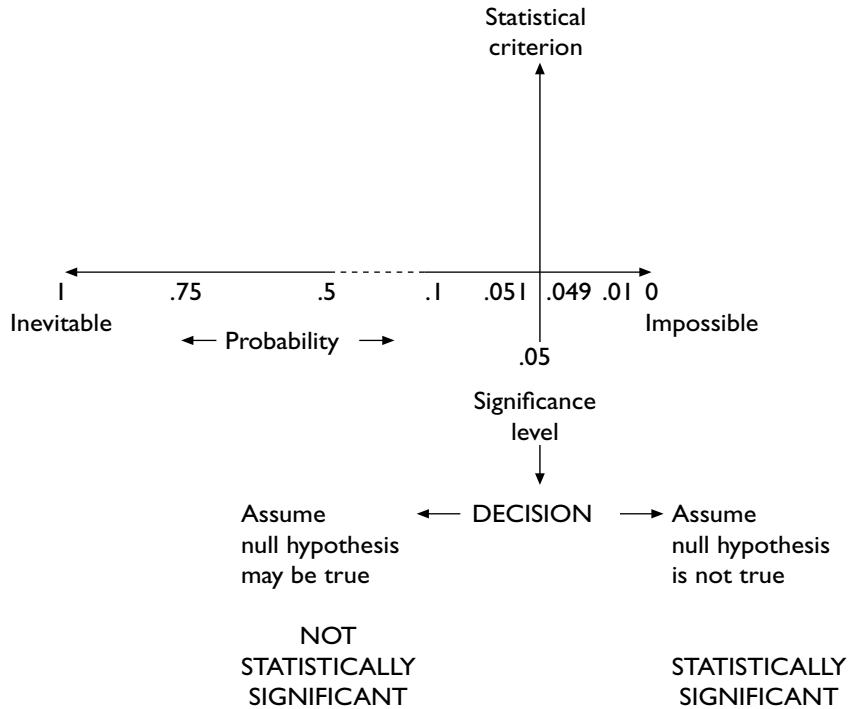 Statistical
criterion
1 .75 .5 .1 .051 .049 .01 0
Inevitable Impossible
Probability
.05
Significance
level
DECISION
Assume
null hypothesis
may be true
Assume
null hypothesis
is not true
NOT
STATISTICALLY
SIGNIFICANT
STATISTICALLY
SIGNIFICANT